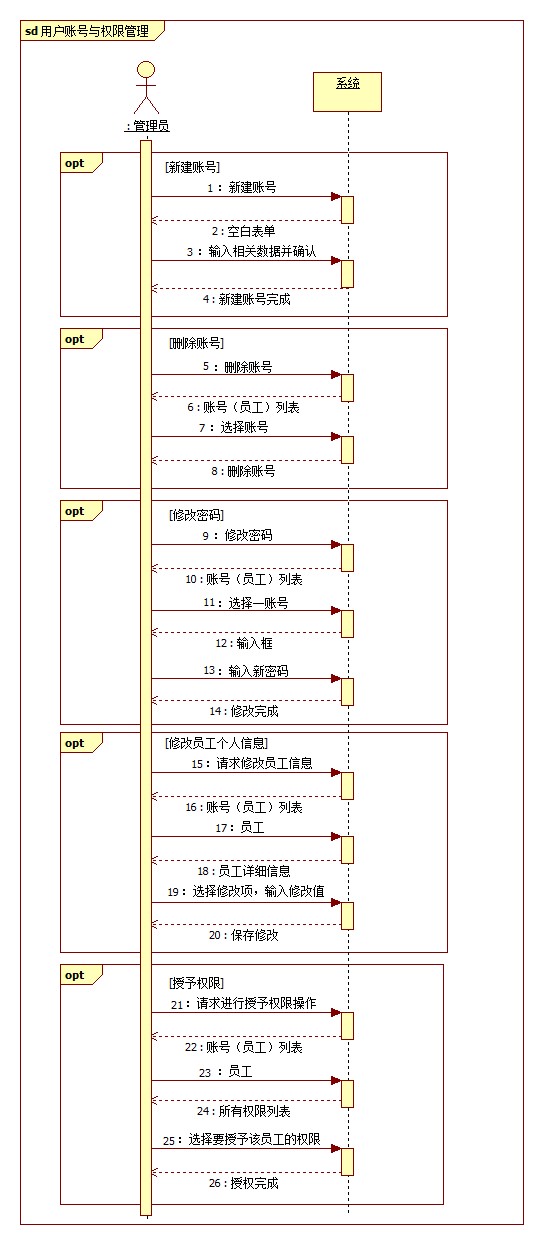 sd 用户账号与权限管理
系统
: 管理员
opt
[新建账号]
1 : 新建账号
2 : 空白表单
3 : 输入相关数据并确认
4 : 新建账号完成
opt
[删除账号]
5 : 删除账号
6 : 账号（员工）列表
7 : 选择账号
8 : 删除账号
opt
[修改密码]
9 : 修改密码
10 : 账号（员工）列表
11 : 选择一账号
12 : 输入框
13 : 输入新密码
14 : 修改完成
opt
[修改员工个人信息]
15 : 请求修改员工信息
16 : 账号（员工）列表
17 : 员工
18 : 员工详细信息
19 : 选择修改项，输入修改值
20 : 保存修改
opt
[授予权限]
21 : 请求进行授予权限操作
22 : 账号（员工）列表
23 : 员工
24 : 所有权限列表
25 : 选择要授予该员工的权限
26 : 授权完成